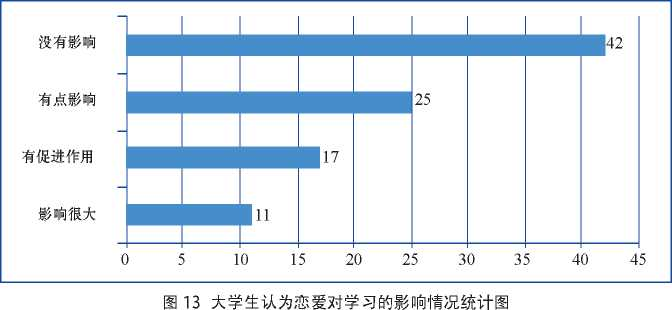 没有影响 42
有点影响 25
有促进作用 17
影响很大 11
0 5 10 15 20 25 30 35 40 45
图 13 大学生认为恋爱对学习的影响情况统计图